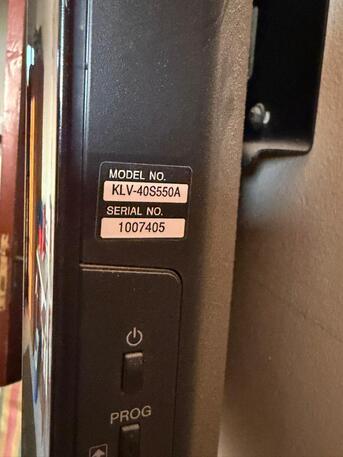 MODEL NO.
KLV-40S550A
SERIAL NO.
1007405
PROG